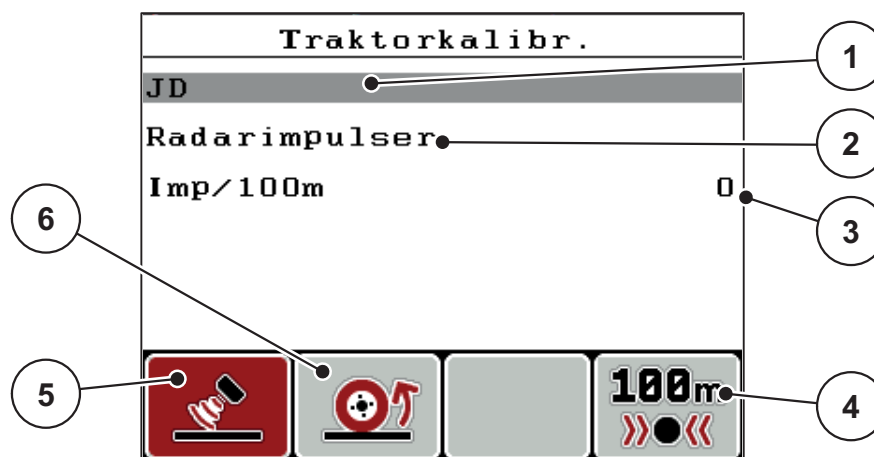 Traktorkalibr.
1
JD
Radarimpulser
2
Imp/100m 0
3
6
5
100m
4